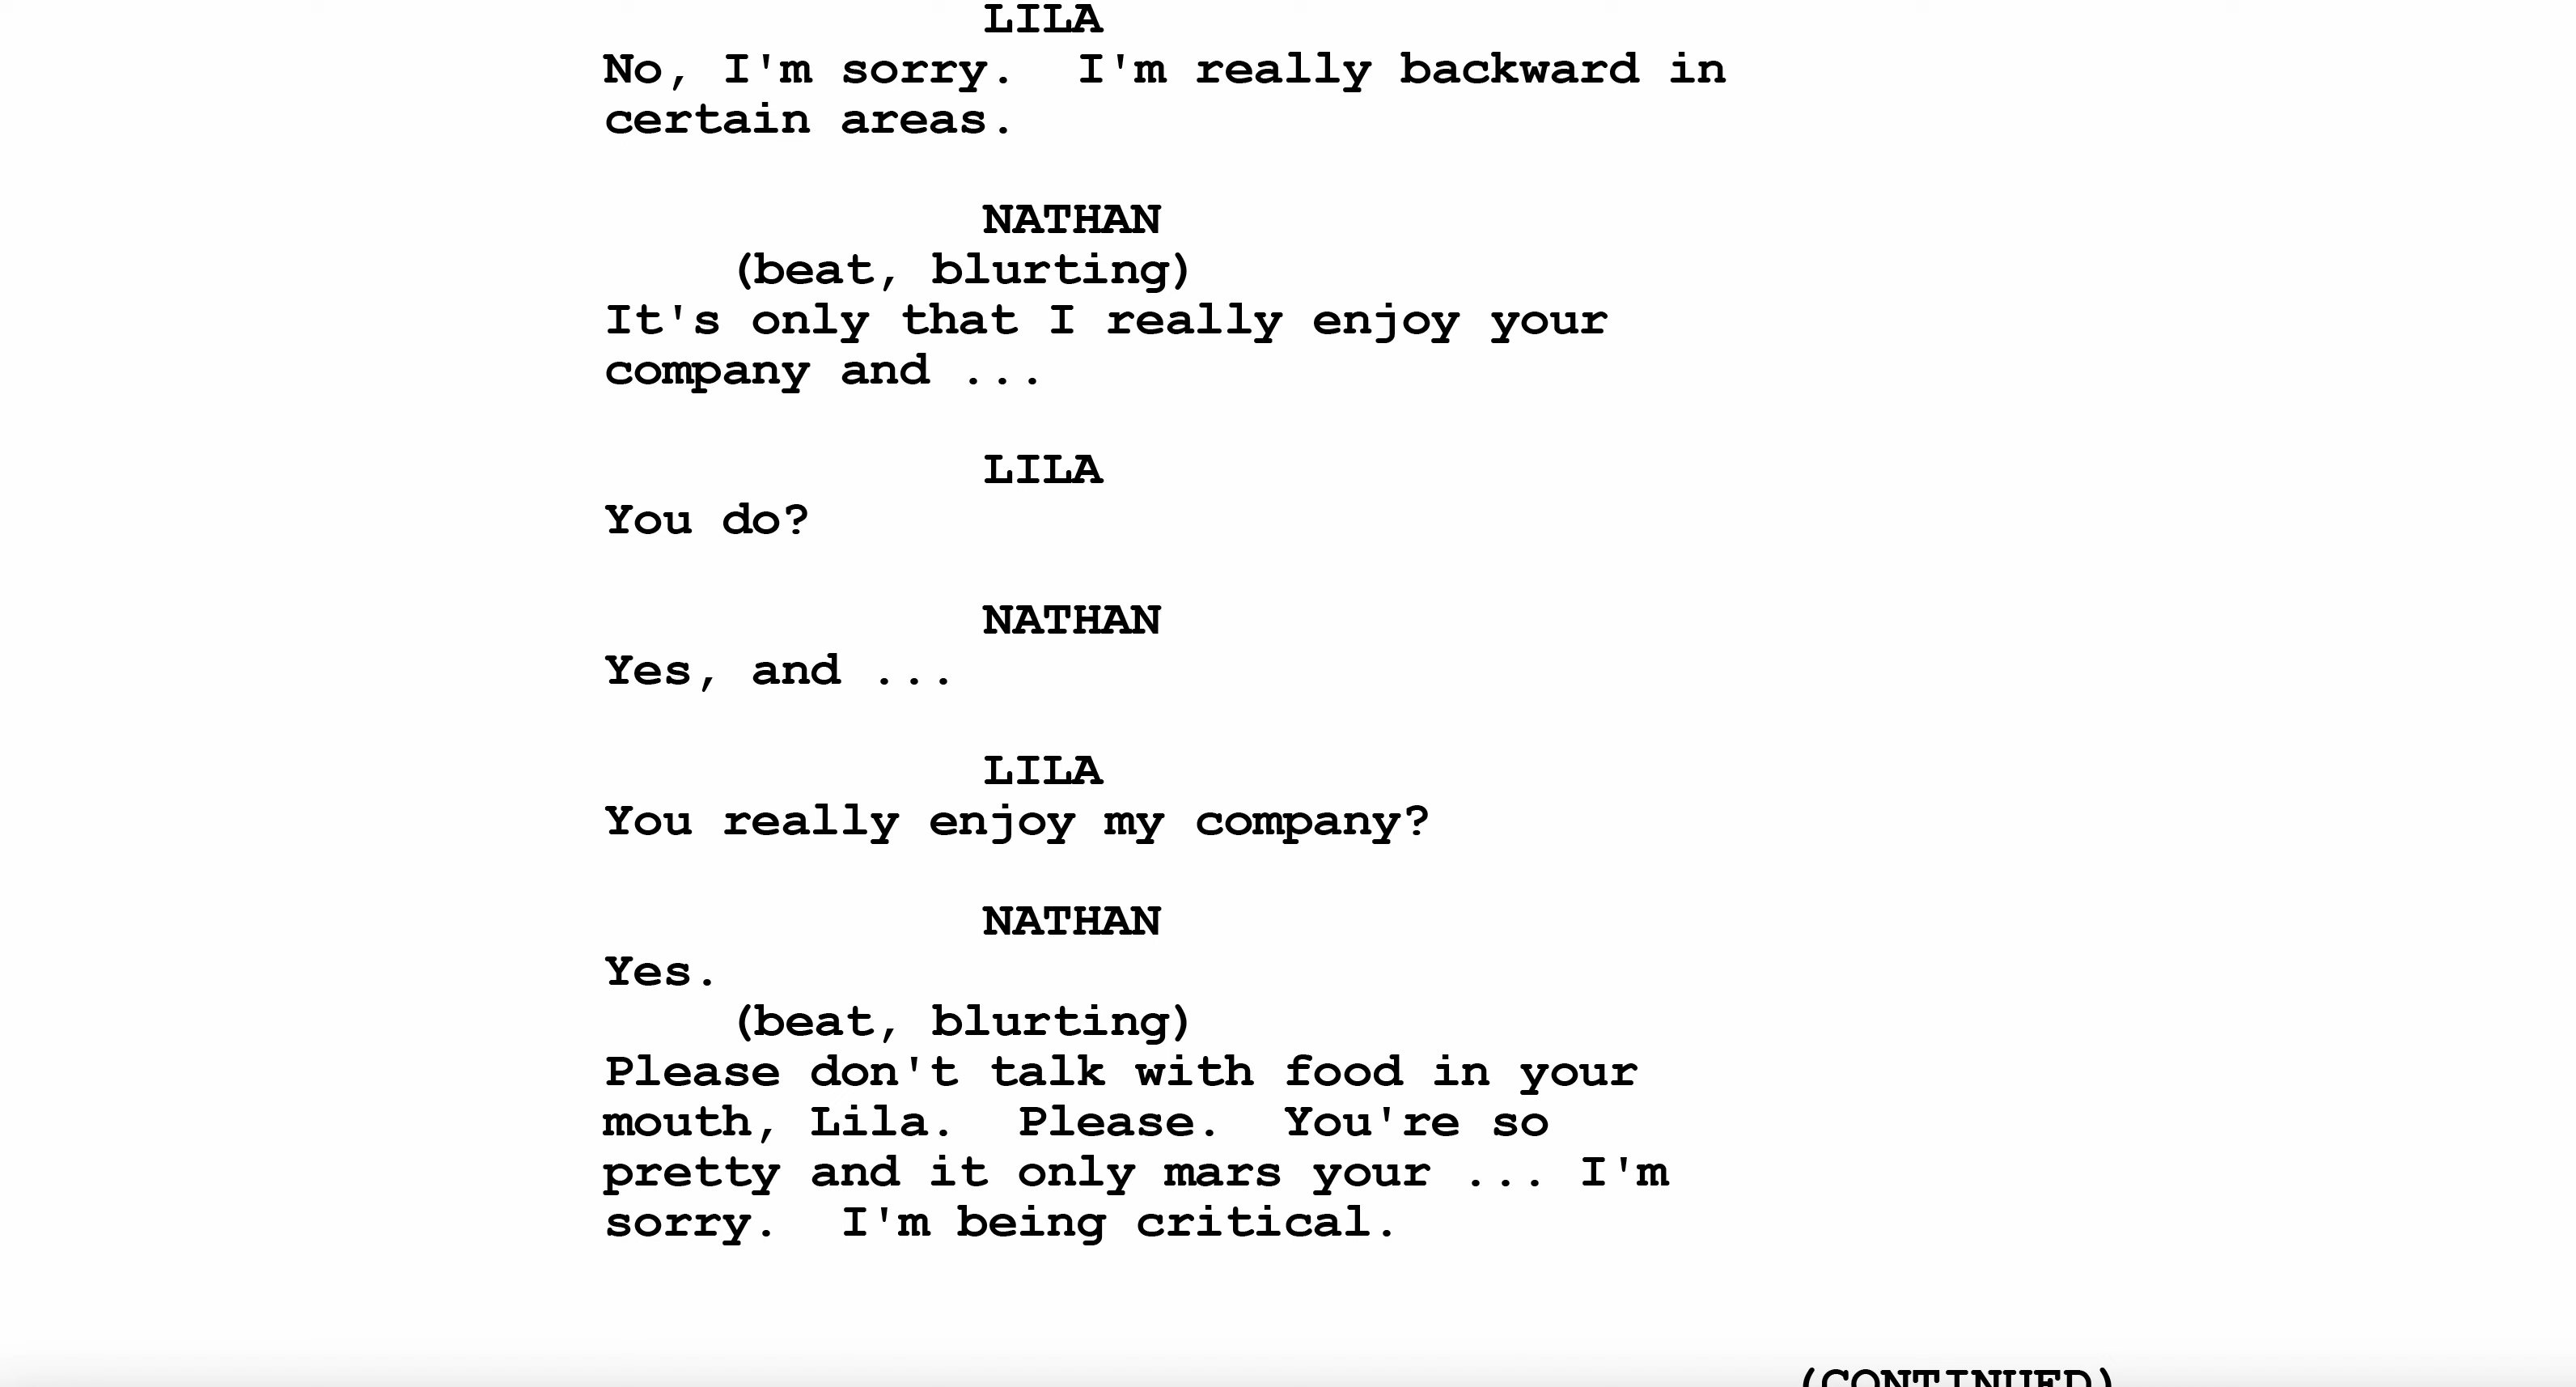 LILA
No, I'm sorry.  I'm really backward in
certain areas.
NATHAN
(beat, blurting)
It's only that I really enjoy your
company and ...
LILA
You do?
NATHAN
Yes, and ...
LILA
You really enjoy my company?
NATHAN
Yes.
(beat, blurting)
Please don't talk with food in your
mouth, Lila.  Please.  You're so
pretty and it only mars your ... I'm
sorry.  I'm being critical.
(CONTINUED)